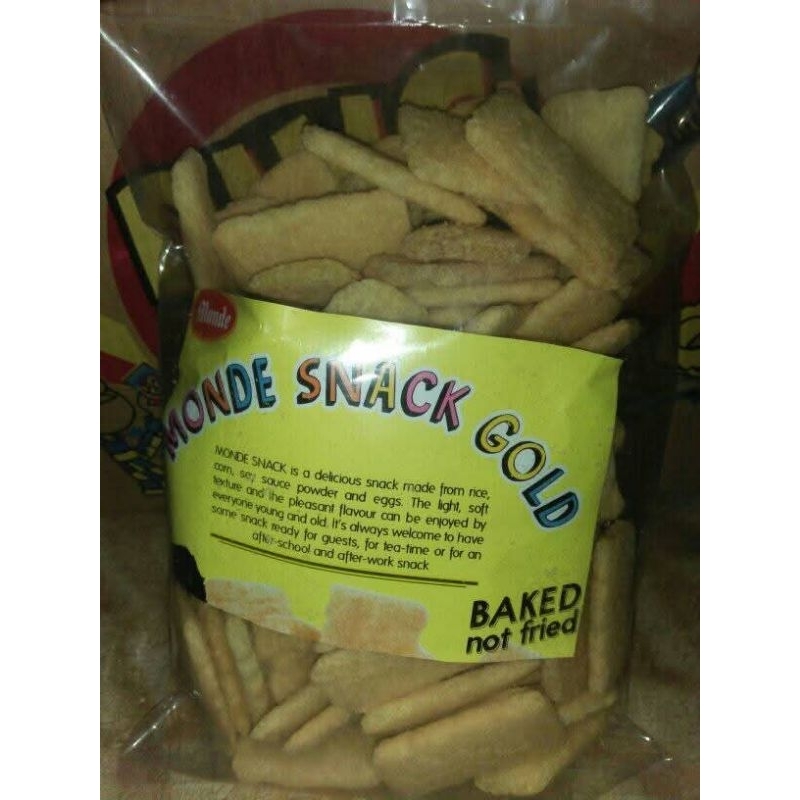 Monde
MONDE SNACK GOLD
MONDE SNACK is a delicious snack made from rice,
corn, soy sauce powder and eggs. The light, soft
texture and the pleasant flavour can be enjoyed by
everyone young and old. It's always welcome to have
some snack ready for guests, for tea-time or for an
after-school and after-work snack
BAKED
not fried